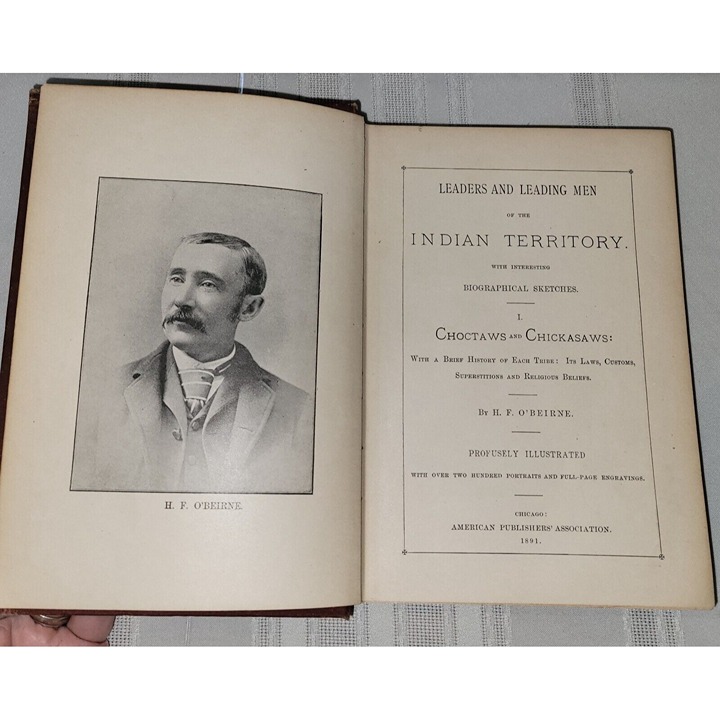 H. F. O'BEIRNE.
LEADERS AND LEADING MEN
OF THE
INDIAN TERRITORY.
WITH INTERESTING
BIOGRAPHICAL SKETCHES.
I.
CHOCTAWS AND CHICKASAWS:
WITH A BRIEF HISTORY OF EACH TRIBE: ITS LAWS, CUSTOMS,
SUPERSTITIONS AND RELIGIOUS BELIEFS.
BY H. F. O'BEIRNE.
PROFUSELY ILLUSTRATED
WITH OVER TWO HUNDRED PORTRAITS AND FULL-PAGE ENGRAVINGS.
CHICAGO:
AMERICAN PUBLISHERS' ASSOCIATION.
1891.